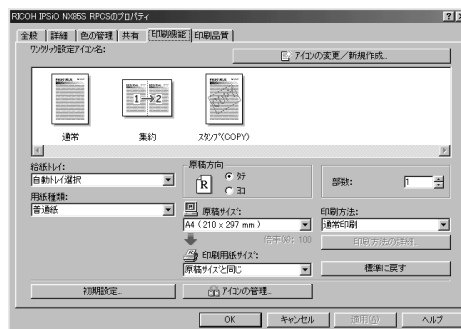 RICOH IPSiO NX85S RPCSのプロパティ
全般 詳細 色の管理 共有 印刷機能 印刷品質
ワンクリック設定アイコン名:
アイコンの変更/新規作成...
1 2
通常 集約 スタンプ(COPY)
給紙トレイ:
自動トレイ選択
用紙種類:
普通紙
原稿方向
R
タテ
ヨコ
部数: 1
原稿サイズ:
A4 (210 x 297 mm)
倍率(%): 100
印刷用紙サイズ:
原稿サイズと同じ
印刷方法:
通常印刷
印刷方法の詳細...
標準に戻す
初期設定...
アイコンの管理...
OK キャンセル 適用(A) ヘルプ